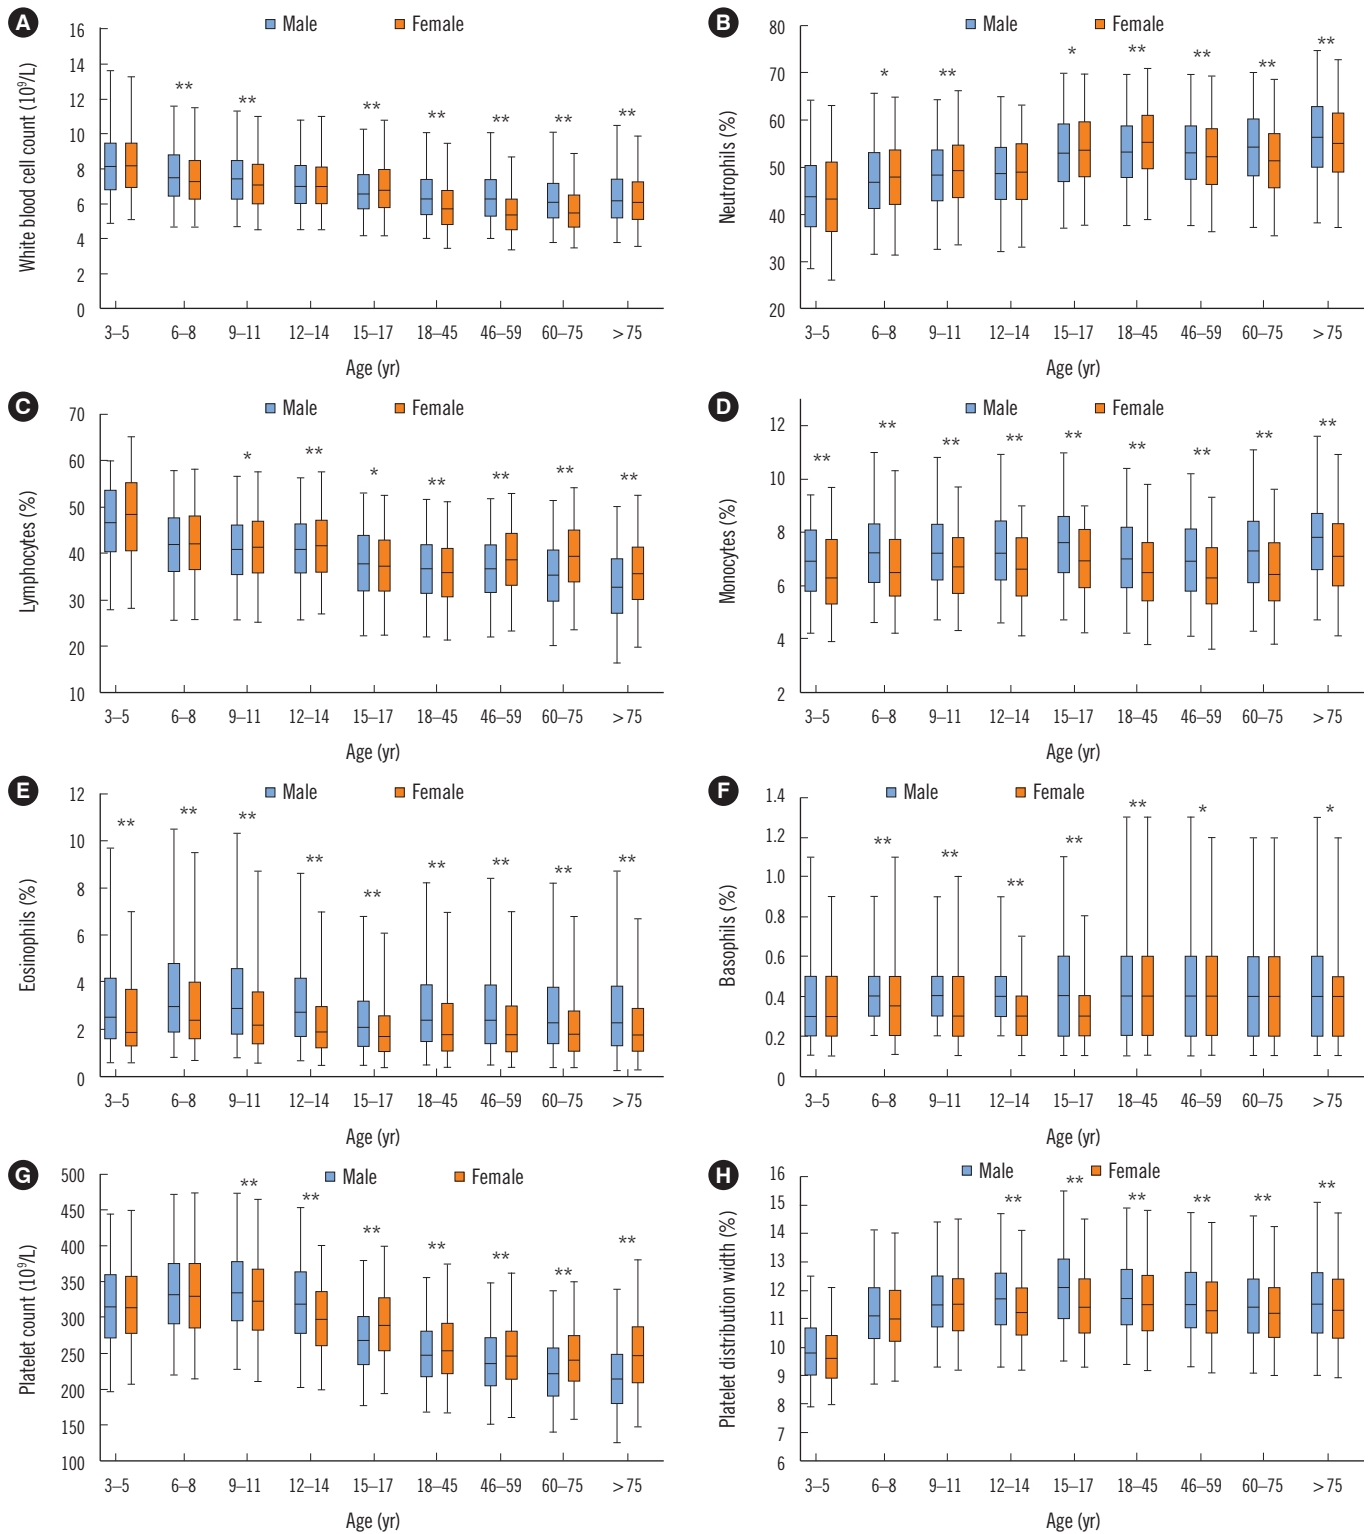 A
Male Female
White blood cell count (10⁹/L)
16
14
12
10
8
6
4
2
0
** ** ** ** ** ** **
3–5 6–8 9–11 12–14 15–17 18–45 46–59 60–75 >75
Age (yr)
B
Male Female
Neutrophils (%)
80
70
60
50
40
30
20
* ** * ** ** ** **
3–5 6–8 9–11 12–14 15–17 18–45 46–59 60–75 >75
Age (yr)
C
Male Female
Lymphocytes (%)
70
60
50
40
30
20
10
* ** * ** ** ** **
3–5 6–8 9–11 12–14 15–17 18–45 46–59 60–75 >75
Age (yr)
D
Male Female
Monocytes (%)
12
10
8
6
4
2
** ** ** ** ** ** ** ** **
3–5 6–8 9–11 12–14 15–17 18–45 46–59 60–75 >75
Age (yr)
E
Male Female
Eosinophils (%)
12
10
8
6
4
2
0
** ** ** ** ** ** ** ** **
3–5 6–8 9–11 12–14 15–17 18–45 46–59 60–75 >75
Age (yr)
F
Male Female
Basophils (%)
1.4
1.2
1.0
0.8
0.6
0.4
0.2
0
** ** ** ** ** * *
3–5 6–8 9–11 12–14 15–17 18–45 46–59 60–75 >75
Age (yr)
G
Male Female
Platelet count (10⁹/L)
500
450
400
350
300
250
200
150
100
** ** ** ** ** ** **
3–5 6–8 9–11 12–14 15–17 18–45 46–59 60–75 >75
Age (yr)
H
Male Female
Platelet distribution width (%)
16
15
14
13
12
11
10
9
8
7
6
** ** ** ** ** **
3–5 6–8 9–11 12–14 15–17 18–45 46–59 60–75 >75
Age (yr)